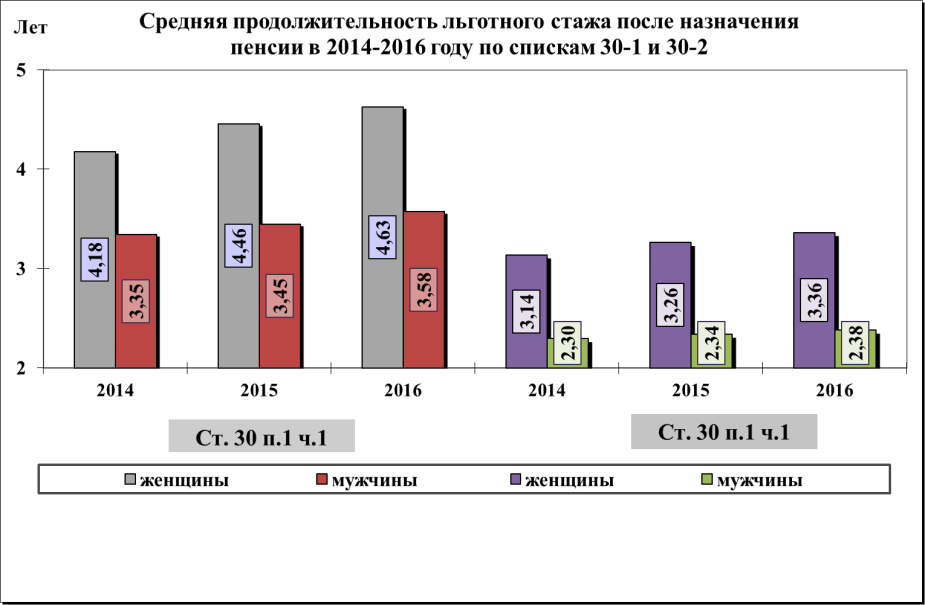 Лет
Средняя продолжительность льготного стажа после назначения
пенсии в 2014-2016 году по спискам 30-1 и 30-2
5
4
3
2
4,18
3,35
4,46
3,45
4,63
3,58
3,14
2,30
3,26
2,34
3,36
2,38
2014
2015
2016
2014
2015
2016
Ст. 30 п.1 ч.1
Ст. 30 п.1 ч.1
женщины
мужчины
женщины
мужчины